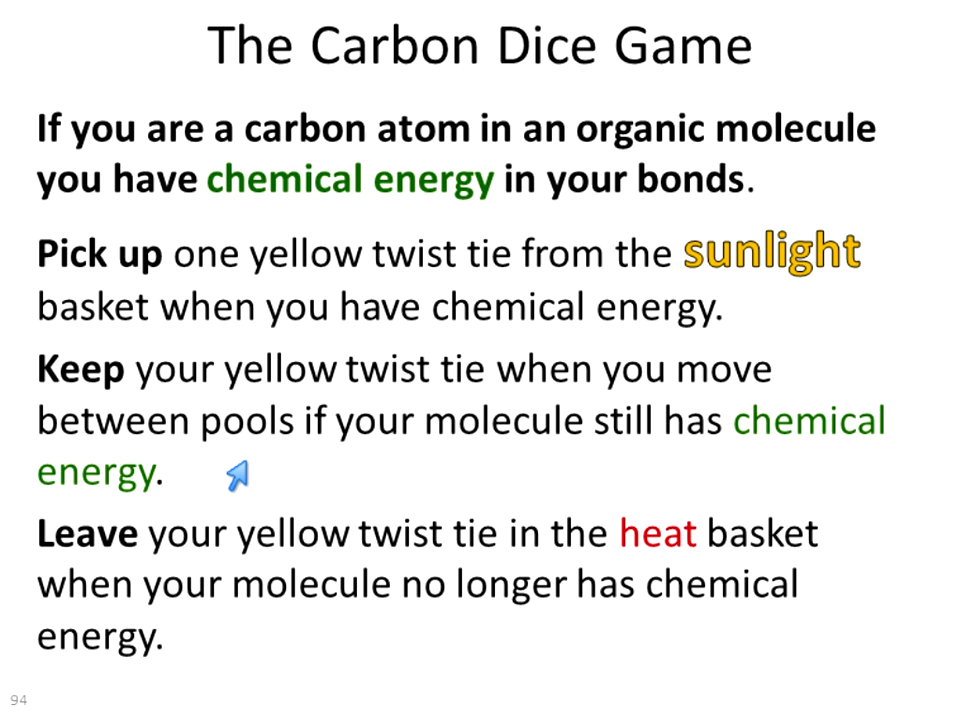 The Carbon Dice Game
If you are a carbon atom in an organic molecule
you have chemical energy in your bonds.
Pick up one yellow twist tie from the sunlight
basket when you have chemical energy.
Keep your yellow twist tie when you move
between pools if your molecule still has chemical
energy.
Leave your yellow twist tie in the heat basket
when your molecule no longer has chemical
energy.
94